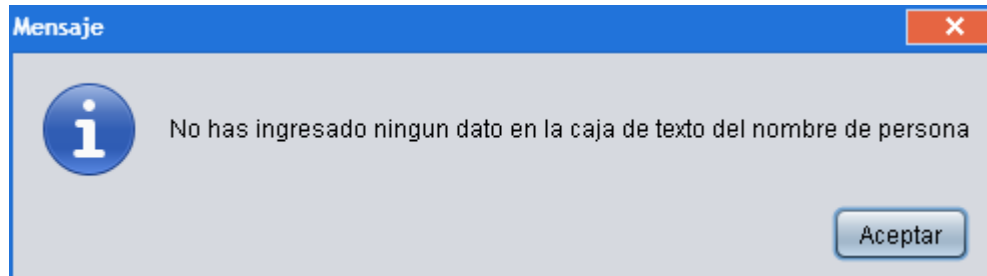 Mensaje
No has ingresado ningun dato en la caja de texto del nombre de persona
Aceptar